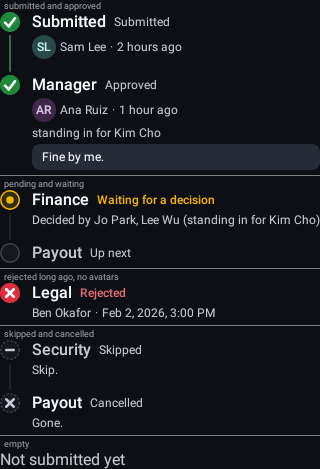 submitted and approved
Submitted Submitted
SL Sam Lee · 2 hours ago
Manager Approved
AR Ana Ruiz · 1 hour ago
standing in for Kim Cho
Fine by me.
pending and waiting
Finance Waiting for a decision
Decided by Jo Park, Lee Wu (standing in for Kim Cho)
Payout Up next
rejected long ago, no avatars
Legal Rejected
Ben Okafor · Feb 2, 2026, 3:00 PM
skipped and cancelled
Security Skipped
Skip.
Payout Cancelled
Gone.
empty
Not submitted yet